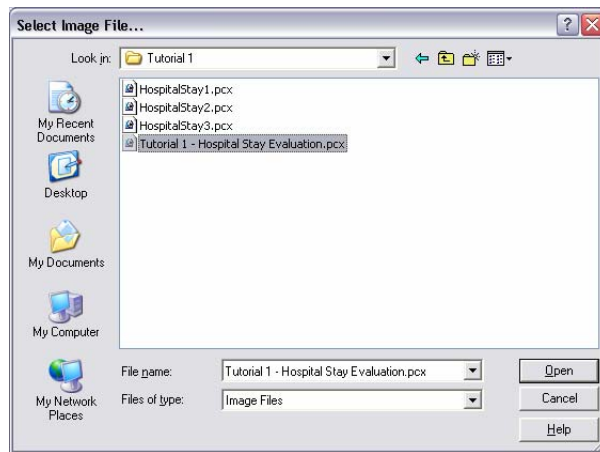 Select Image File...
Look in: Tutorial 1
HospitalStay1.pcx
HospitalStay2.pcx
HospitalStay3.pcx
Tutorial 1 - Hospital Stay Evaluation.pcx
My Recent
Documents
Desktop
My Documents
My Computer
My Network
Places
File name: Tutorial 1 - Hospital Stay Evaluation.pcx Open
Files of type: Image Files Cancel
Help